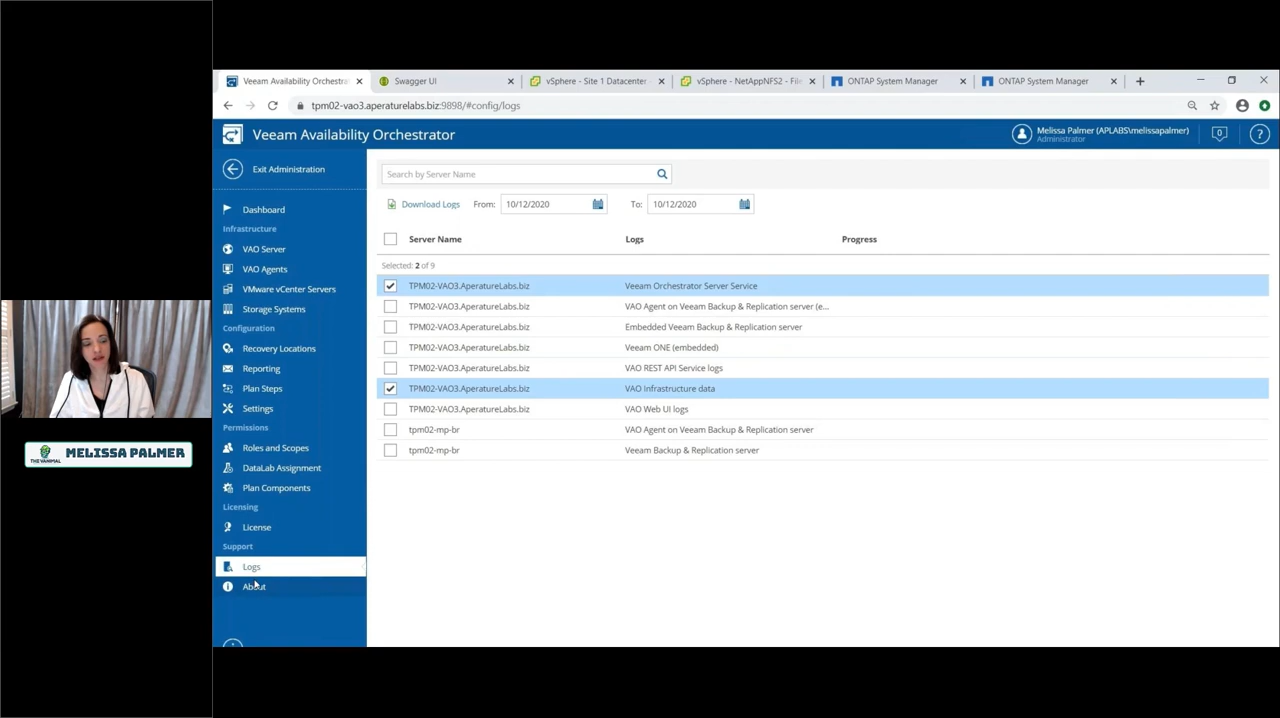 Veeam Availability Orchestra
Swagger UI
vSphere - Site 1 Datacenter -
vSphere - NetAppNFS2 - File
ONTAP System Manager
ONTAP System Manager
tpm02-vao3.aperaturelabs.biz:9898/#config/logs
Veeam Availability Orchestrator
Melissa Palmer (APLABS\melissapalmer)
Administrator
0
?
Exit Administration
Dashboard
Infrastructure
VAO Server
VAO Agents
VMware vCenter Servers
Storage Systems
Configuration
Recovery Locations
Reporting
Plan Steps
Settings
Permissions
Roles and Scopes
DataLab Assignment
Plan Components
Licensing
License
Support
Logs
About
Search by Server Name
Download Logs From: 10/12/2020 To: 10/12/2020
Server Name Logs Progress
Selected: 2 of 9
TPM02-VAO3.AperatureLabs.biz Veeam Orchestrator Server Service
TPM02-VAO3.AperatureLabs.biz VAO Agent on Veeam Backup & Replication server (e...
TPM02-VAO3.AperatureLabs.biz Embedded Veeam Backup & Replication server
TPM02-VAO3.AperatureLabs.biz Veeam ONE (embedded)
TPM02-VAO3.AperatureLabs.biz VAO REST API Service logs
TPM02-VAO3.AperatureLabs.biz VAO Infrastructure data
TPM02-VAO3.AperatureLabs.biz VAO Web UI logs
tpm02-mp-br VAO Agent on Veeam Backup & Replication server
tpm02-mp-br Veeam Backup & Replication server
THE VANIMAL
MELISSA PALMER